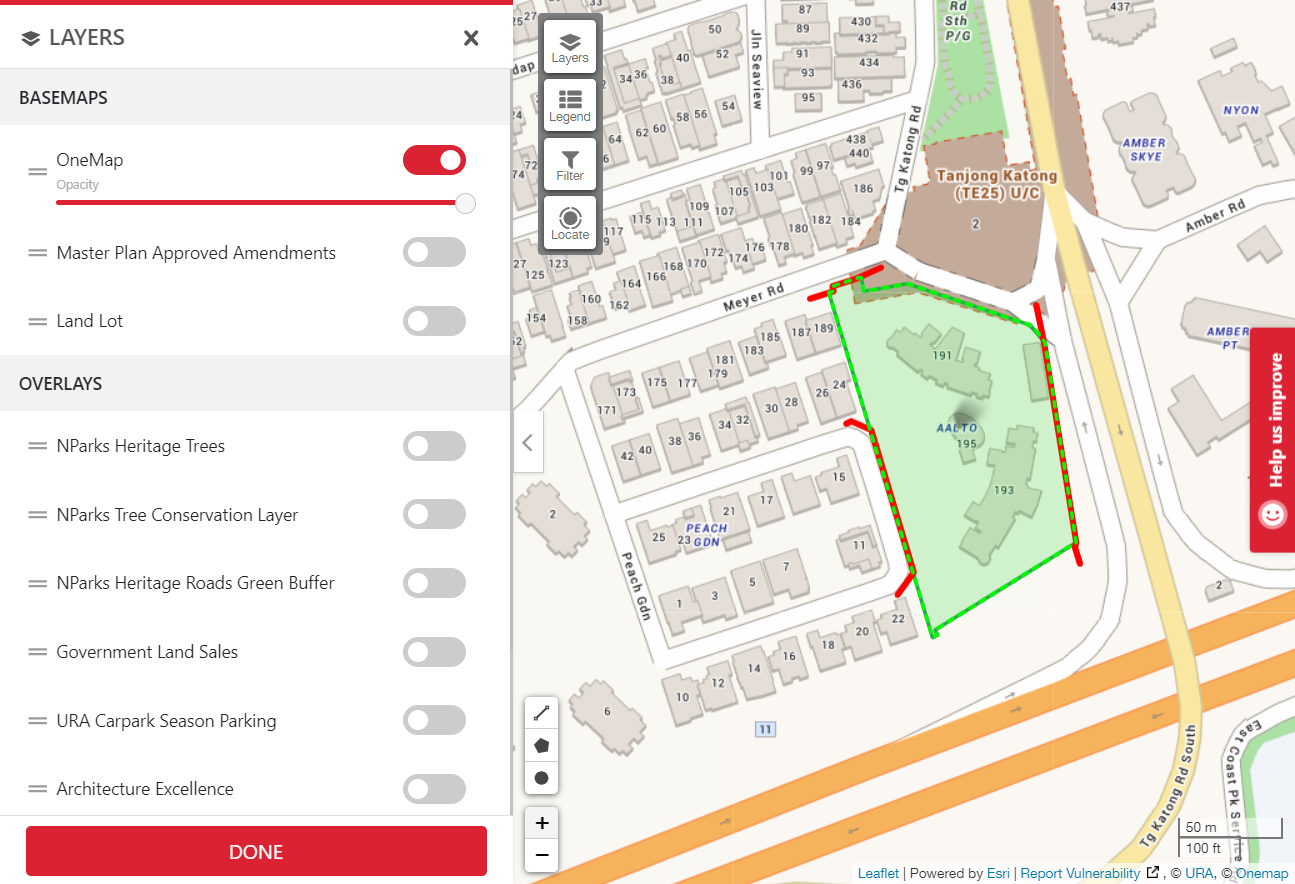 LAYERS
BASEMAPS
OneMap
Opacity
Master Plan Approved Amendments
Land Lot
OVERLAYS
NParks Heritage Trees
NParks Tree Conservation Layer
NParks Heritage Roads Green Buffer
Government Land Sales
URA Carpark Season Parking
Architecture Excellence
DONE
Layers
Legend
Filter
Locate
Rd
Sth
P/G
437
87
89
91
93
95
430
432
434
436
438
440
50
52
40
34 36
38
54
58 56
62 60
64
Jln Seaview
Tg Katong Rd
Tanjong Katong
(TE25) U/C
2
NYON
AMBER
SKYE
Amber Rd
AMBER
PT
99 97
103
105
186
109
107
115 113 111
117
180
182 184
176 178
172
174
168 170
166
164
162
160
158
154
125
123
127
Meyer Rd
187 189
185
183
181
179
175 177
173
171
24
26
28
30
32
34
36
38
40
42
191
AALTO
195
193
15
17
21
23
25
PEACH
GDN
2
11
7
5
3
1
Peach Gdn
22
20
18
16
14
12
10
6
11
2
Tg Katong Rd South
East Coast Pk Service
Help us improve
+
−
50 m
100 ft
Leaflet | Powered by Esri | Report Vulnerability , © URA, © Onemap